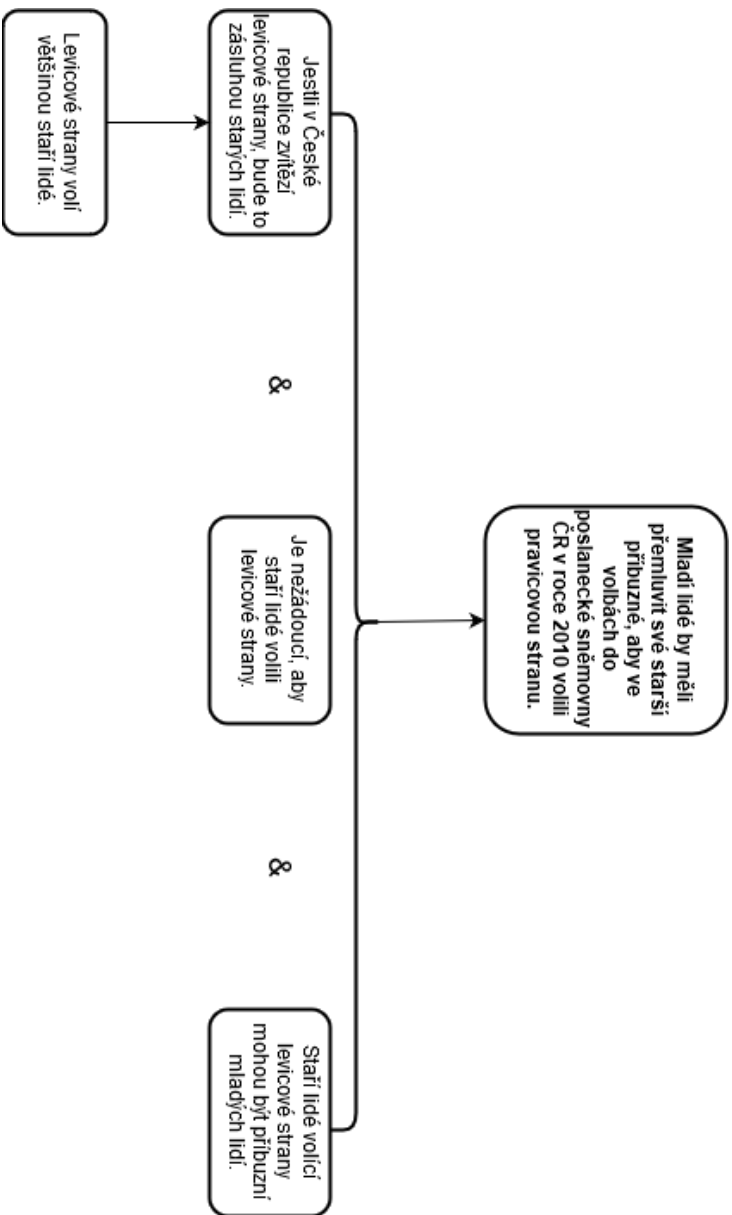 Mladí lidé by měli
přemluvit své starší
příbuzné, aby ve
volbách do
poslanecké sněmovny
ČR v roce 2010 volili
pravicovou stranu.
Jestli v České
republice zvítězí
levicové strany, bude to
zásluhou starých lidí.
&
Je nežádoucí, aby
staří lidé volili
levicové strany.
&
Staří lidé volící
levicové strany
mohou být příbuzní
mladých lidí.
Levicové strany volí
většinou staří lidé.